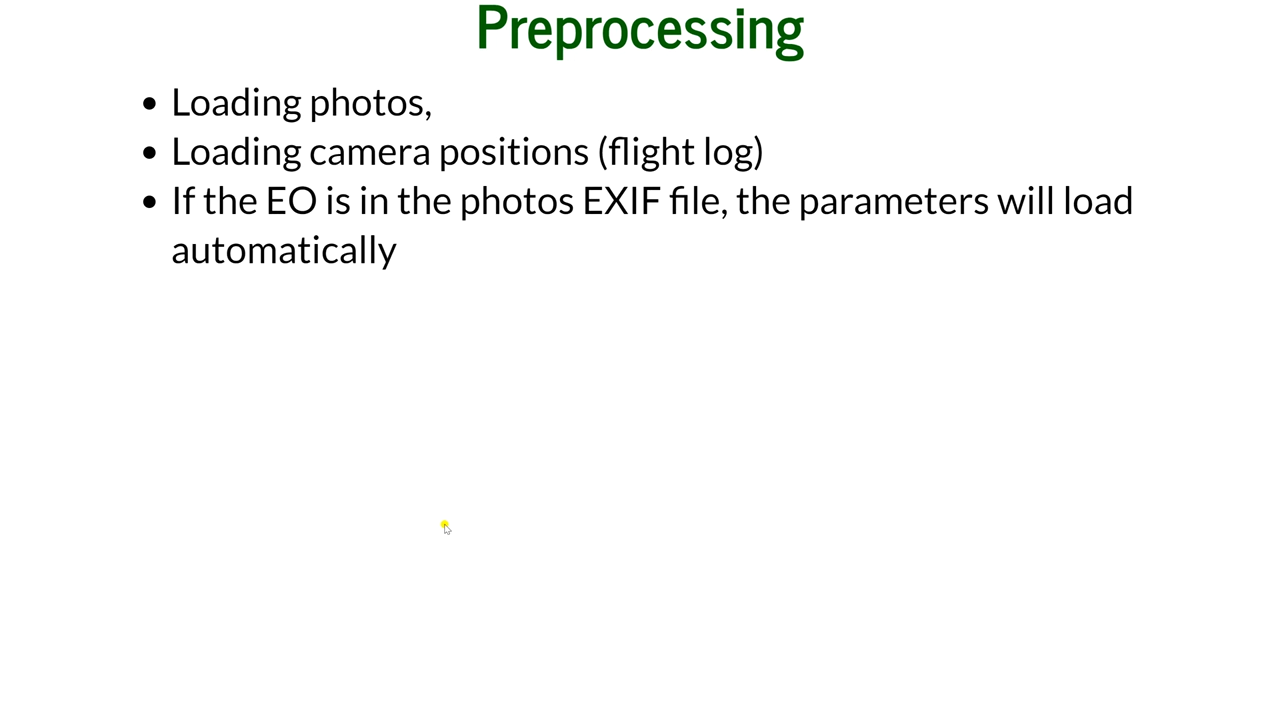 Preprocessing
• Loading photos,
• Loading camera positions (flight log)
• If the EO is in the photos EXIF file, the parameters will load
automatically